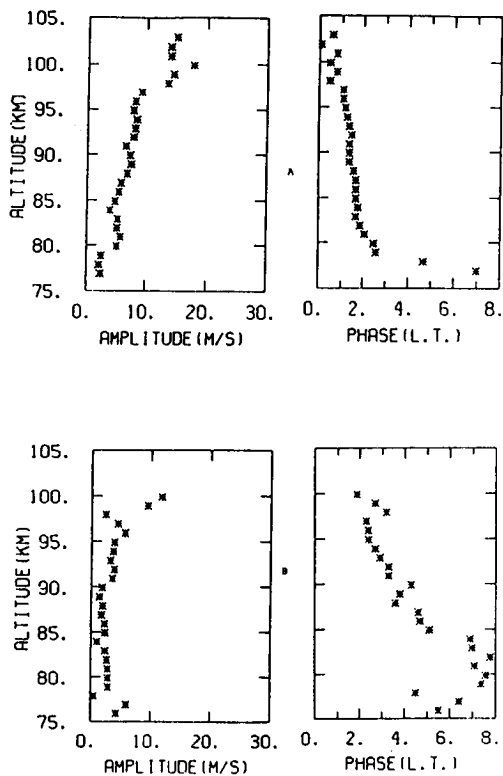 105.
100.
95.
90.
85.
80.
75.
ALTITUDE(KM)
0. 10. 20. 30.
AMPLITUDE(M/S)
A
0. 2. 4. 6. 8.
PHASE(L.T.)
105.
100.
95.
90.
85.
80.
75.
ALTITUDE(KM)
0. 10. 20. 30.
AMPLITUDE(M/S)
B
0. 2. 4. 6. 8.
PHASE(L.T.)